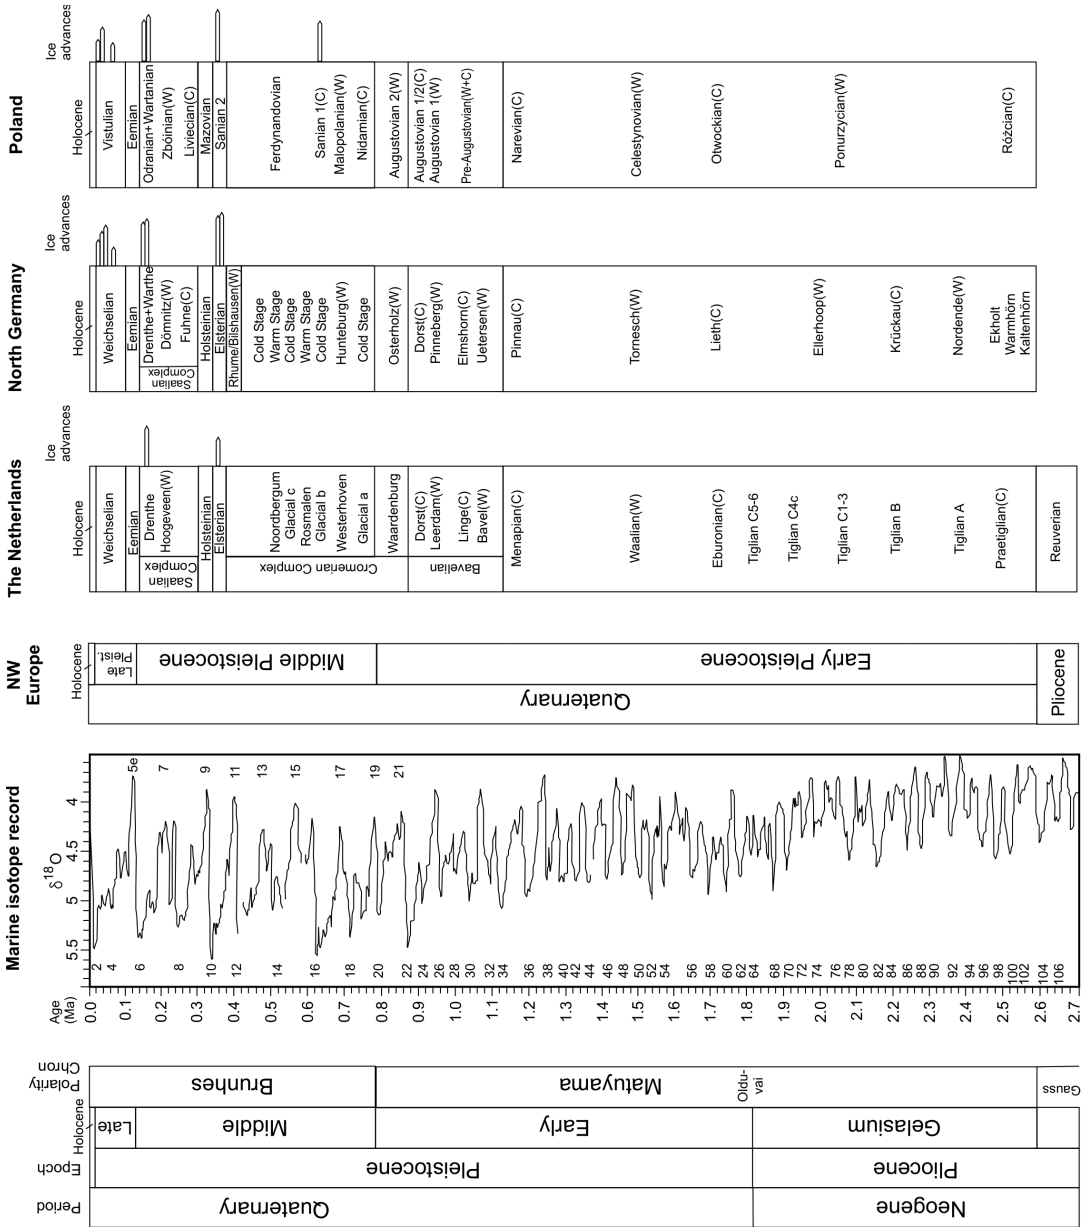 Period
Epoch
Polarity
Chron
Age
(Ma)
Marine isotope record
NW
Europe
The Netherlands
North Germany
Poland
Quaternary
Neogene
Pleistocene
Pliocene
Holocene
Late
Middle
Early
Gelasium
Brunhes
Matuyama
Oldu-
vai
Gauss
0.0
0.1
0.2
0.3
0.4
0.5
0.6
0.7
0.8
0.9
1.0
1.1
1.2
1.3
1.4
1.5
1.6
1.7
1.8
1.9
2.0
2.1
2.2
2.3
2.4
2.5
2.6
2.7
δ18O
5.5
5
4.5
4
2
4
6
8
10
12
14
16
18
20
22
24
26
28
30
32
34
36
38
40
42
44
46
48
50
52
54
56
58
60
62
64
68
70
72
74
76
78
80
82
84
86
88
90
92
94
96
98
100
102
104
106
5e
7
9
11
13
15
17
19
21
Quaternary
Pliocene
Holocene
Late
Pleist.
Middle Pleistocene
Early Pleistocene
Ice
advances
Holocene
Weichselian
Eemian
Saalian
Complex
Drenthe
Hoogeveen(W)
Holsteinian
Elsterian
Cromerian Complex
Noordbergum
Glacial c
Rosmalen
Glacial b
Westerhoven
Glacial a
Waardenburg
Bavelian
Dorst(C)
Leerdam(W)
Linge(C)
Bavel(W)
Menapian(C)
Waalian(W)
Eburonian(C)
Tiglian C5-6
Tiglian C4c
Tiglian C1-3
Tiglian B
Tiglian A
Praetiglian(C)
Reuverian
Ice
advances
Holocene
Weichselian
Eemian
Saalian
Complex
Drenthe+Warthe
Dömnitz(W)
Fuhne(C)
Holsteinian
Elsterian
Rhume/Bilshausen(W)
Cold Stage
Warm Stage
Cold Stage
Warm Stage
Cold Stage
Hunteburg(W)
Cold Stage
Osterholz(W)
Dorst(C)
Pinneberg(W)
Elmshorn(C)
Uetersen(W)
Pinnau(C)
Tornesch(W)
Lieth(C)
Ellerhoop(W)
Krückau(C)
Nordende(W)
Ekholt
Warmhörn
Kaltenhörn
Ice
advances
Holocene
Vistulian
Eemian
Odranian+Wartanian
Zbóinian(W)
Liviecian(C)
Mazovian
Sanian 2
Ferdynandovian
Sanian 1(C)
Malopolanian(W)
Nidamian(C)
Augustovian 2(W)
Augustovian 1/2(C)
Augustovian 1(W)
Pre-Augustovian(W+C)
Narevian(C)
Celestynovian(W)
Otwockian(C)
Ponurzycian(W)
Różcian(C)